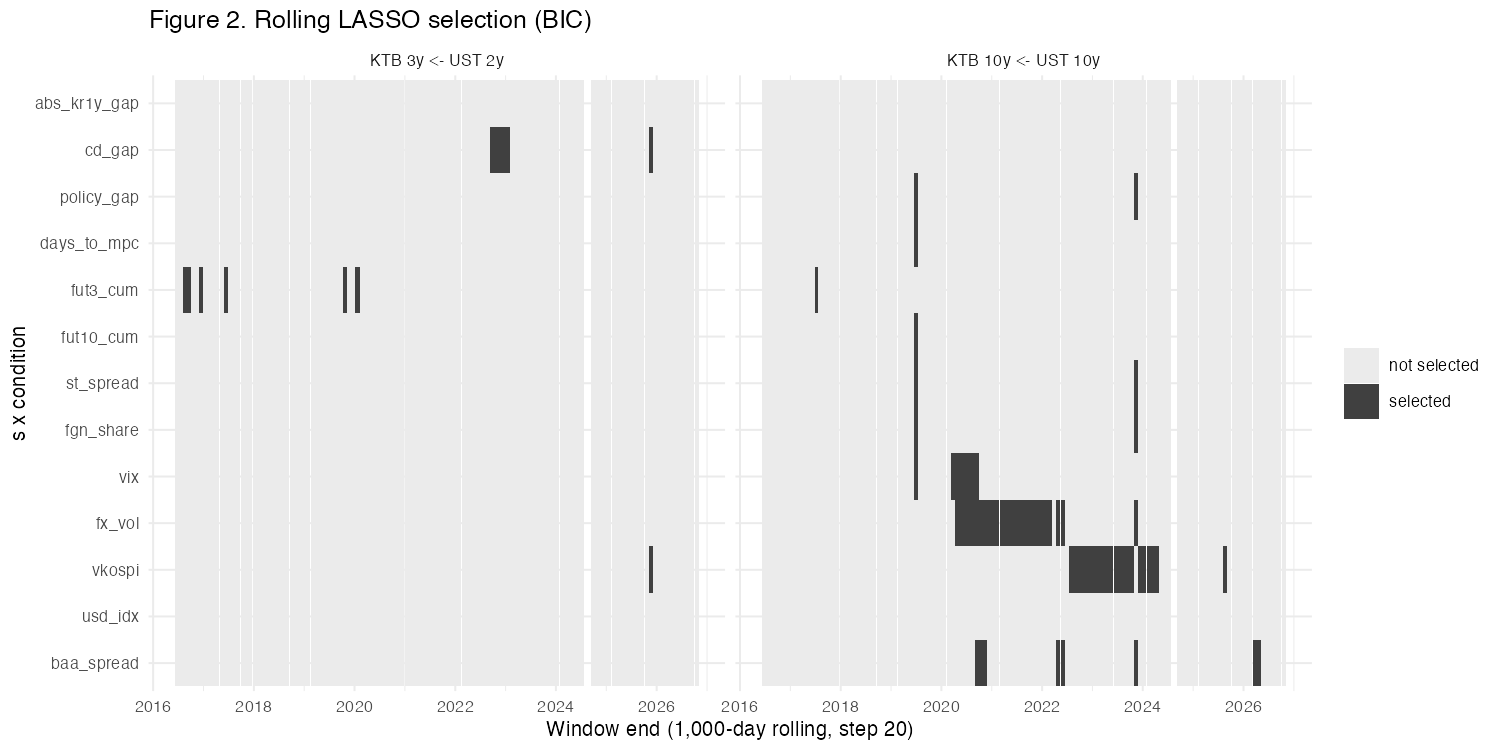 Figure 2. Rolling LASSO selection (BIC)
KTB 3y <- UST 2y
KTB 10y <- UST 10y
s x condition
abs_kr1y_gap
cd_gap
policy_gap
days_to_mpc
fut3_cum
fut10_cum
st_spread
fgn_share
vix
fx_vol
vkospi
usd_idx
baa_spread
not selected
selected
2016 2018 2020 2022 2024 2026
2016 2018 2020 2022 2024 2026
Window end (1,000-day rolling, step 20)